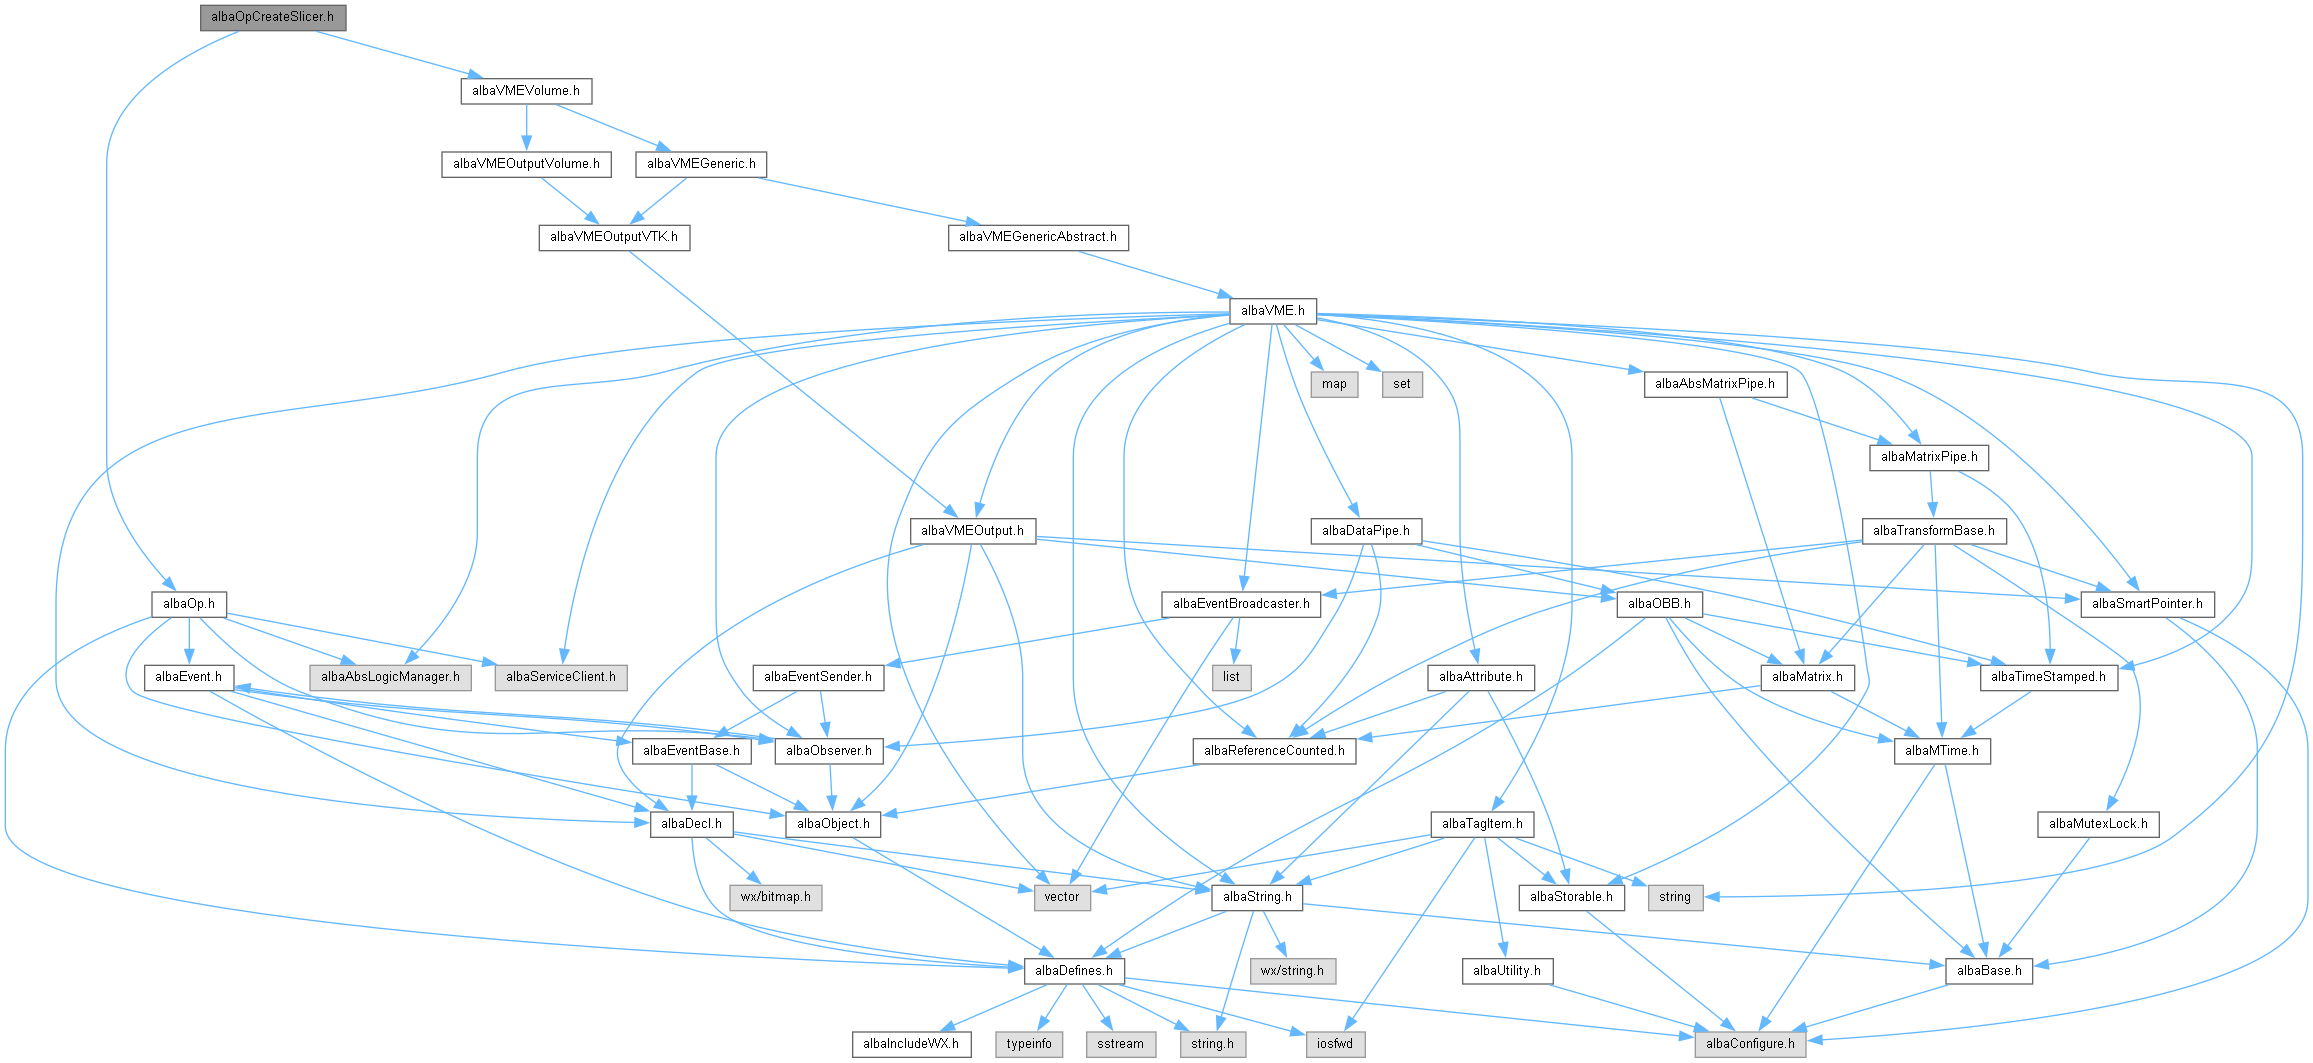 albaOpCreateSlicer.h
albaVMEVolume.h
albaVMEOutputVolume.h
albaVMEGeneric.h
albaVMEOutputVTK.h
albaVMEGenericAbstract.h
albaVME.h
map
set
albaAbsMatrixPipe.h
albaMatrixPipe.h
albaVMEOutput.h
albaDataPipe.h
albaTransformBase.h
albaOp.h
albaEventBroadcaster.h
albaOBB.h
albaSmartPointer.h
albaEvent.h
albaAbsLogicManager.h
albaServiceClient.h
albaEventSender.h
list
albaAttribute.h
albaMatrix.h
albaTimeStamped.h
albaEventBase.h
albaObserver.h
albaReferenceCounted.h
albaMTime.h
albaDecl.h
albaObject.h
albaTagItem.h
albaMutexLock.h
wx/bitmap.h
vector
albaString.h
albaStorable.h
string
albaDefines.h
wx/string.h
albaUtility.h
albaBase.h
albaIncludeWX.h
typeinfo
sstream
string.h
iosfwd
albaConfigure.h